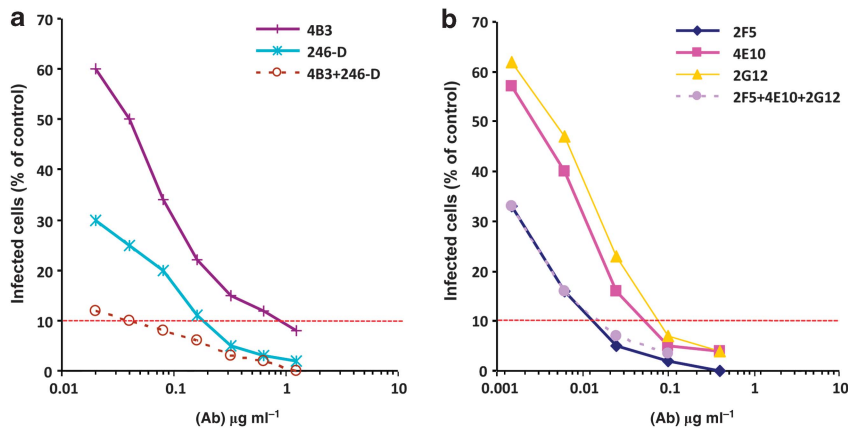 a
4B3
246-D
4B3+246-D
Infected cells (% of control)
70
60
50
40
30
20
10
0
0.01
0.1
1
10
(Ab) µg ml⁻¹
b
2F5
4E10
2G12
2F5+4E10+2G12
Infected cells (% of control)
70
60
50
40
30
20
10
0
0.001
0.01
0.1
1
10
(Ab) µg ml⁻¹